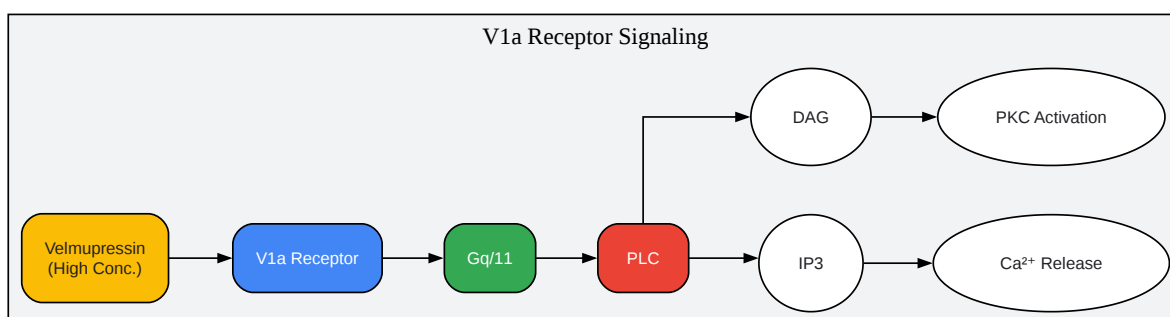 V1a Receptor Signaling
DAG
PKC Activation
Velmupressin
(High Conc.)
V1a Receptor
Gq/11
PLC
IP3
Ca²⁺ Release